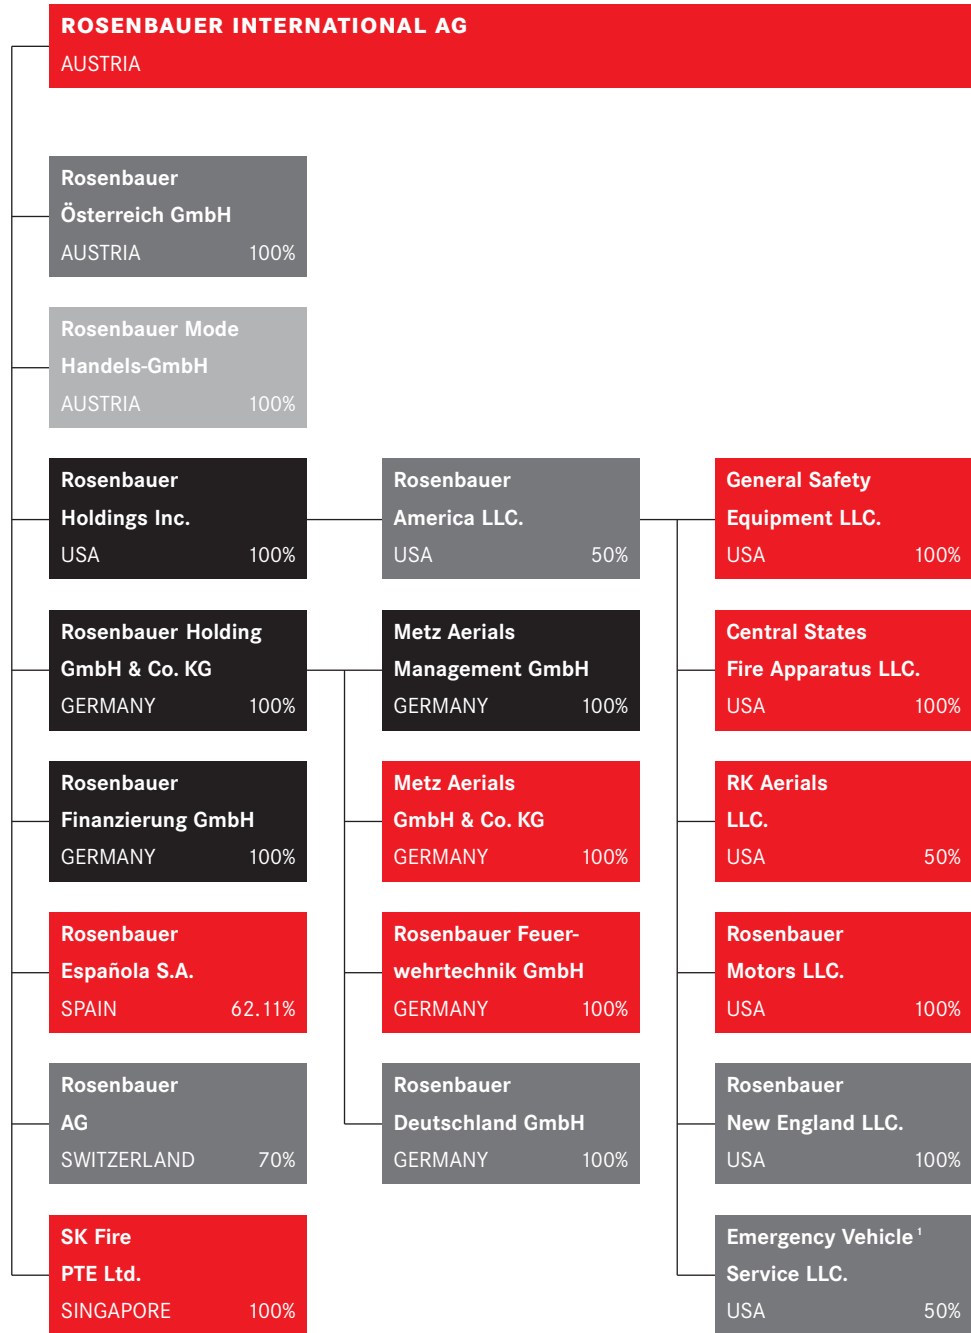 ROSENBAUER INTERNATIONAL AG
AUSTRIA
Rosenbauer
Österreich GmbH
AUSTRIA 100%
Rosenbauer Mode
Handels-GmbH
AUSTRIA 100%
Rosenbauer
Holdings Inc.
USA 100%
Rosenbauer
America LLC.
USA 50%
General Safety
Equipment LLC.
USA 100%
Rosenbauer Holding
GmbH & Co. KG
GERMANY 100%
Metz Aerials
Management GmbH
GERMANY 100%
Central States
Fire Apparatus LLC.
USA 100%
Rosenbauer
Finanzierung GmbH
GERMANY 100%
Metz Aerials
GmbH & Co. KG
GERMANY 100%
RK Aerials
LLC.
USA 50%
Rosenbauer
Española S.A.
SPAIN 62.11%
Rosenbauer Feuer-
wehrtechnik GmbH
GERMANY 100%
Rosenbauer
Motors LLC.
USA 100%
Rosenbauer
AG
SWITZERLAND 70%
Rosenbauer
Deutschland GmbH
GERMANY 100%
Rosenbauer
New England LLC.
USA 100%
SK Fire
PTE Ltd.
SINGAPORE 100%
Emergency Vehicle ¹
Service LLC.
USA 50%